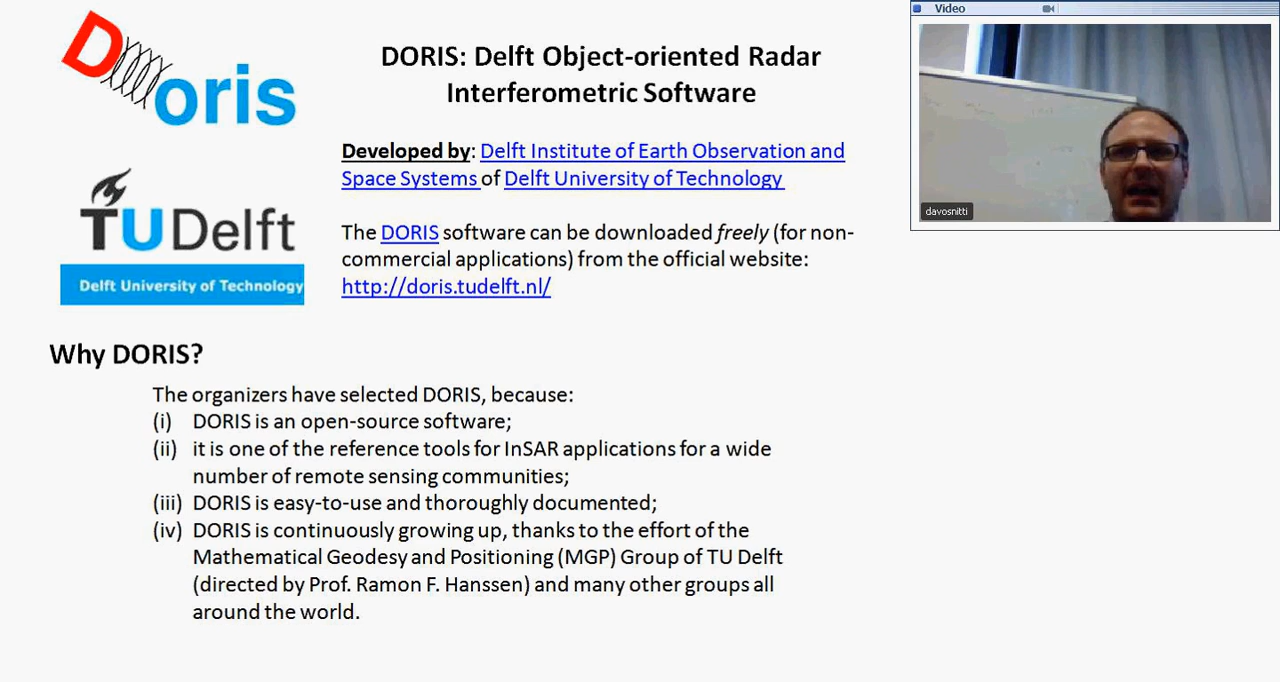 Doris
DORIS: Delft Object-oriented Radar
Interferometric Software
Developed by: Delft Institute of Earth Observation and
Space Systems of Delft University of Technology
TUDelft
Delft University of Technology
The DORIS software can be downloaded freely (for non-
commercial applications) from the official website:
http://doris.tudelft.nl/
Why DORIS?
The organizers have selected DORIS, because:
(i) DORIS is an open-source software;
(ii) it is one of the reference tools for InSAR applications for a wide
number of remote sensing communities;
(iii) DORIS is easy-to-use and thoroughly documented;
(iv) DORIS is continuously growing up, thanks to the effort of the
Mathematical Geodesy and Positioning (MGP) Group of TU Delft
(directed by Prof. Ramon F. Hanssen) and many other groups all
around the world.
Video
davosnitti